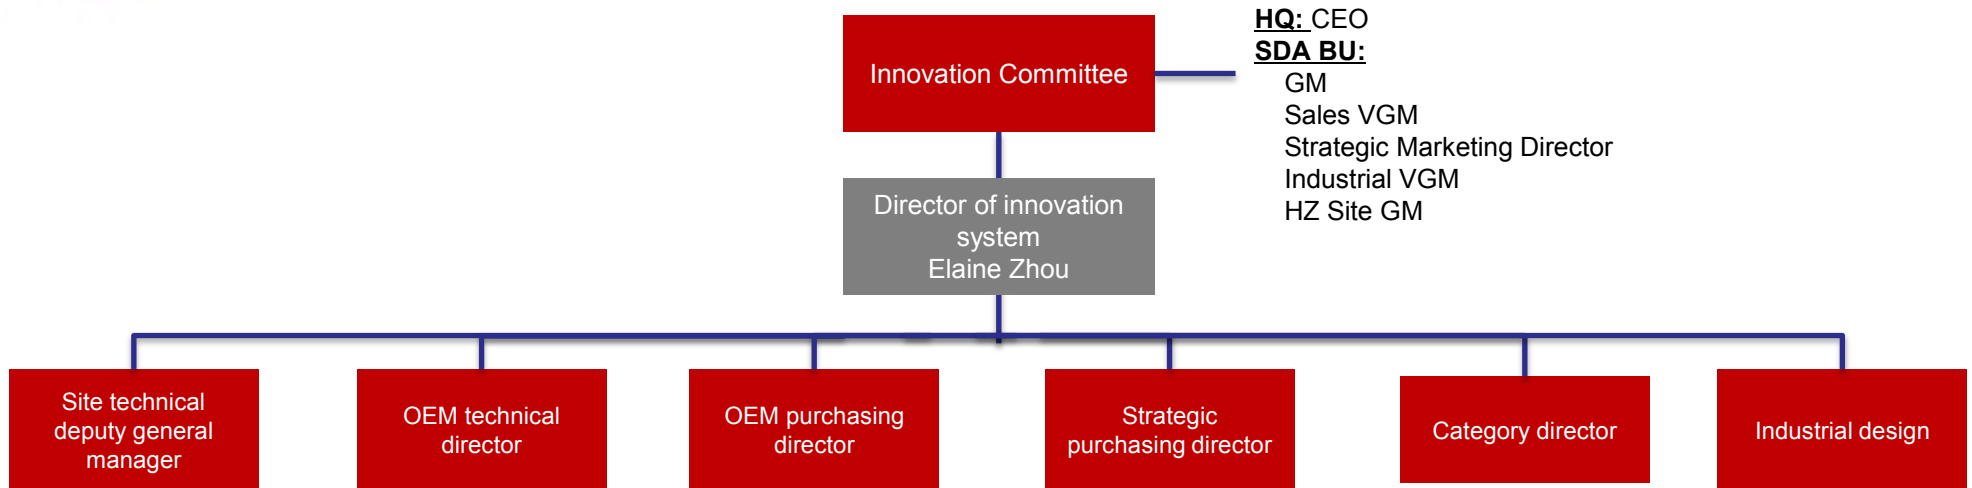 Innovation Committee
HQ: CEO
SDA BU:
GM
Sales VGM
Strategic Marketing Director
Industrial VGM
HZ Site GM
Director of innovation
system
Elaine Zhou
Site technical
deputy general
manager
OEM technical
director
OEM purchasing
director
Strategic
purchasing director
Category director
Industrial design